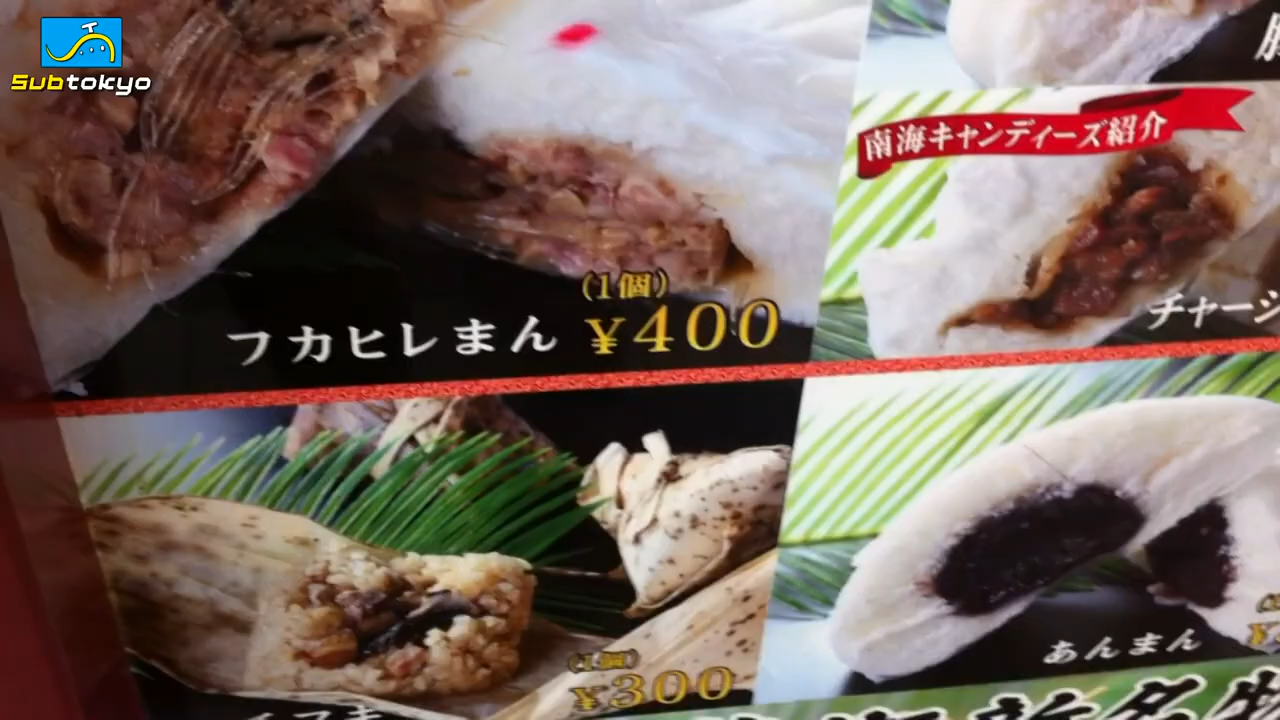 Subtokyo
南海キャンディーズ紹介
(1個)
フカヒレまん ¥400
チャージ
あんまん
(1個)
¥300